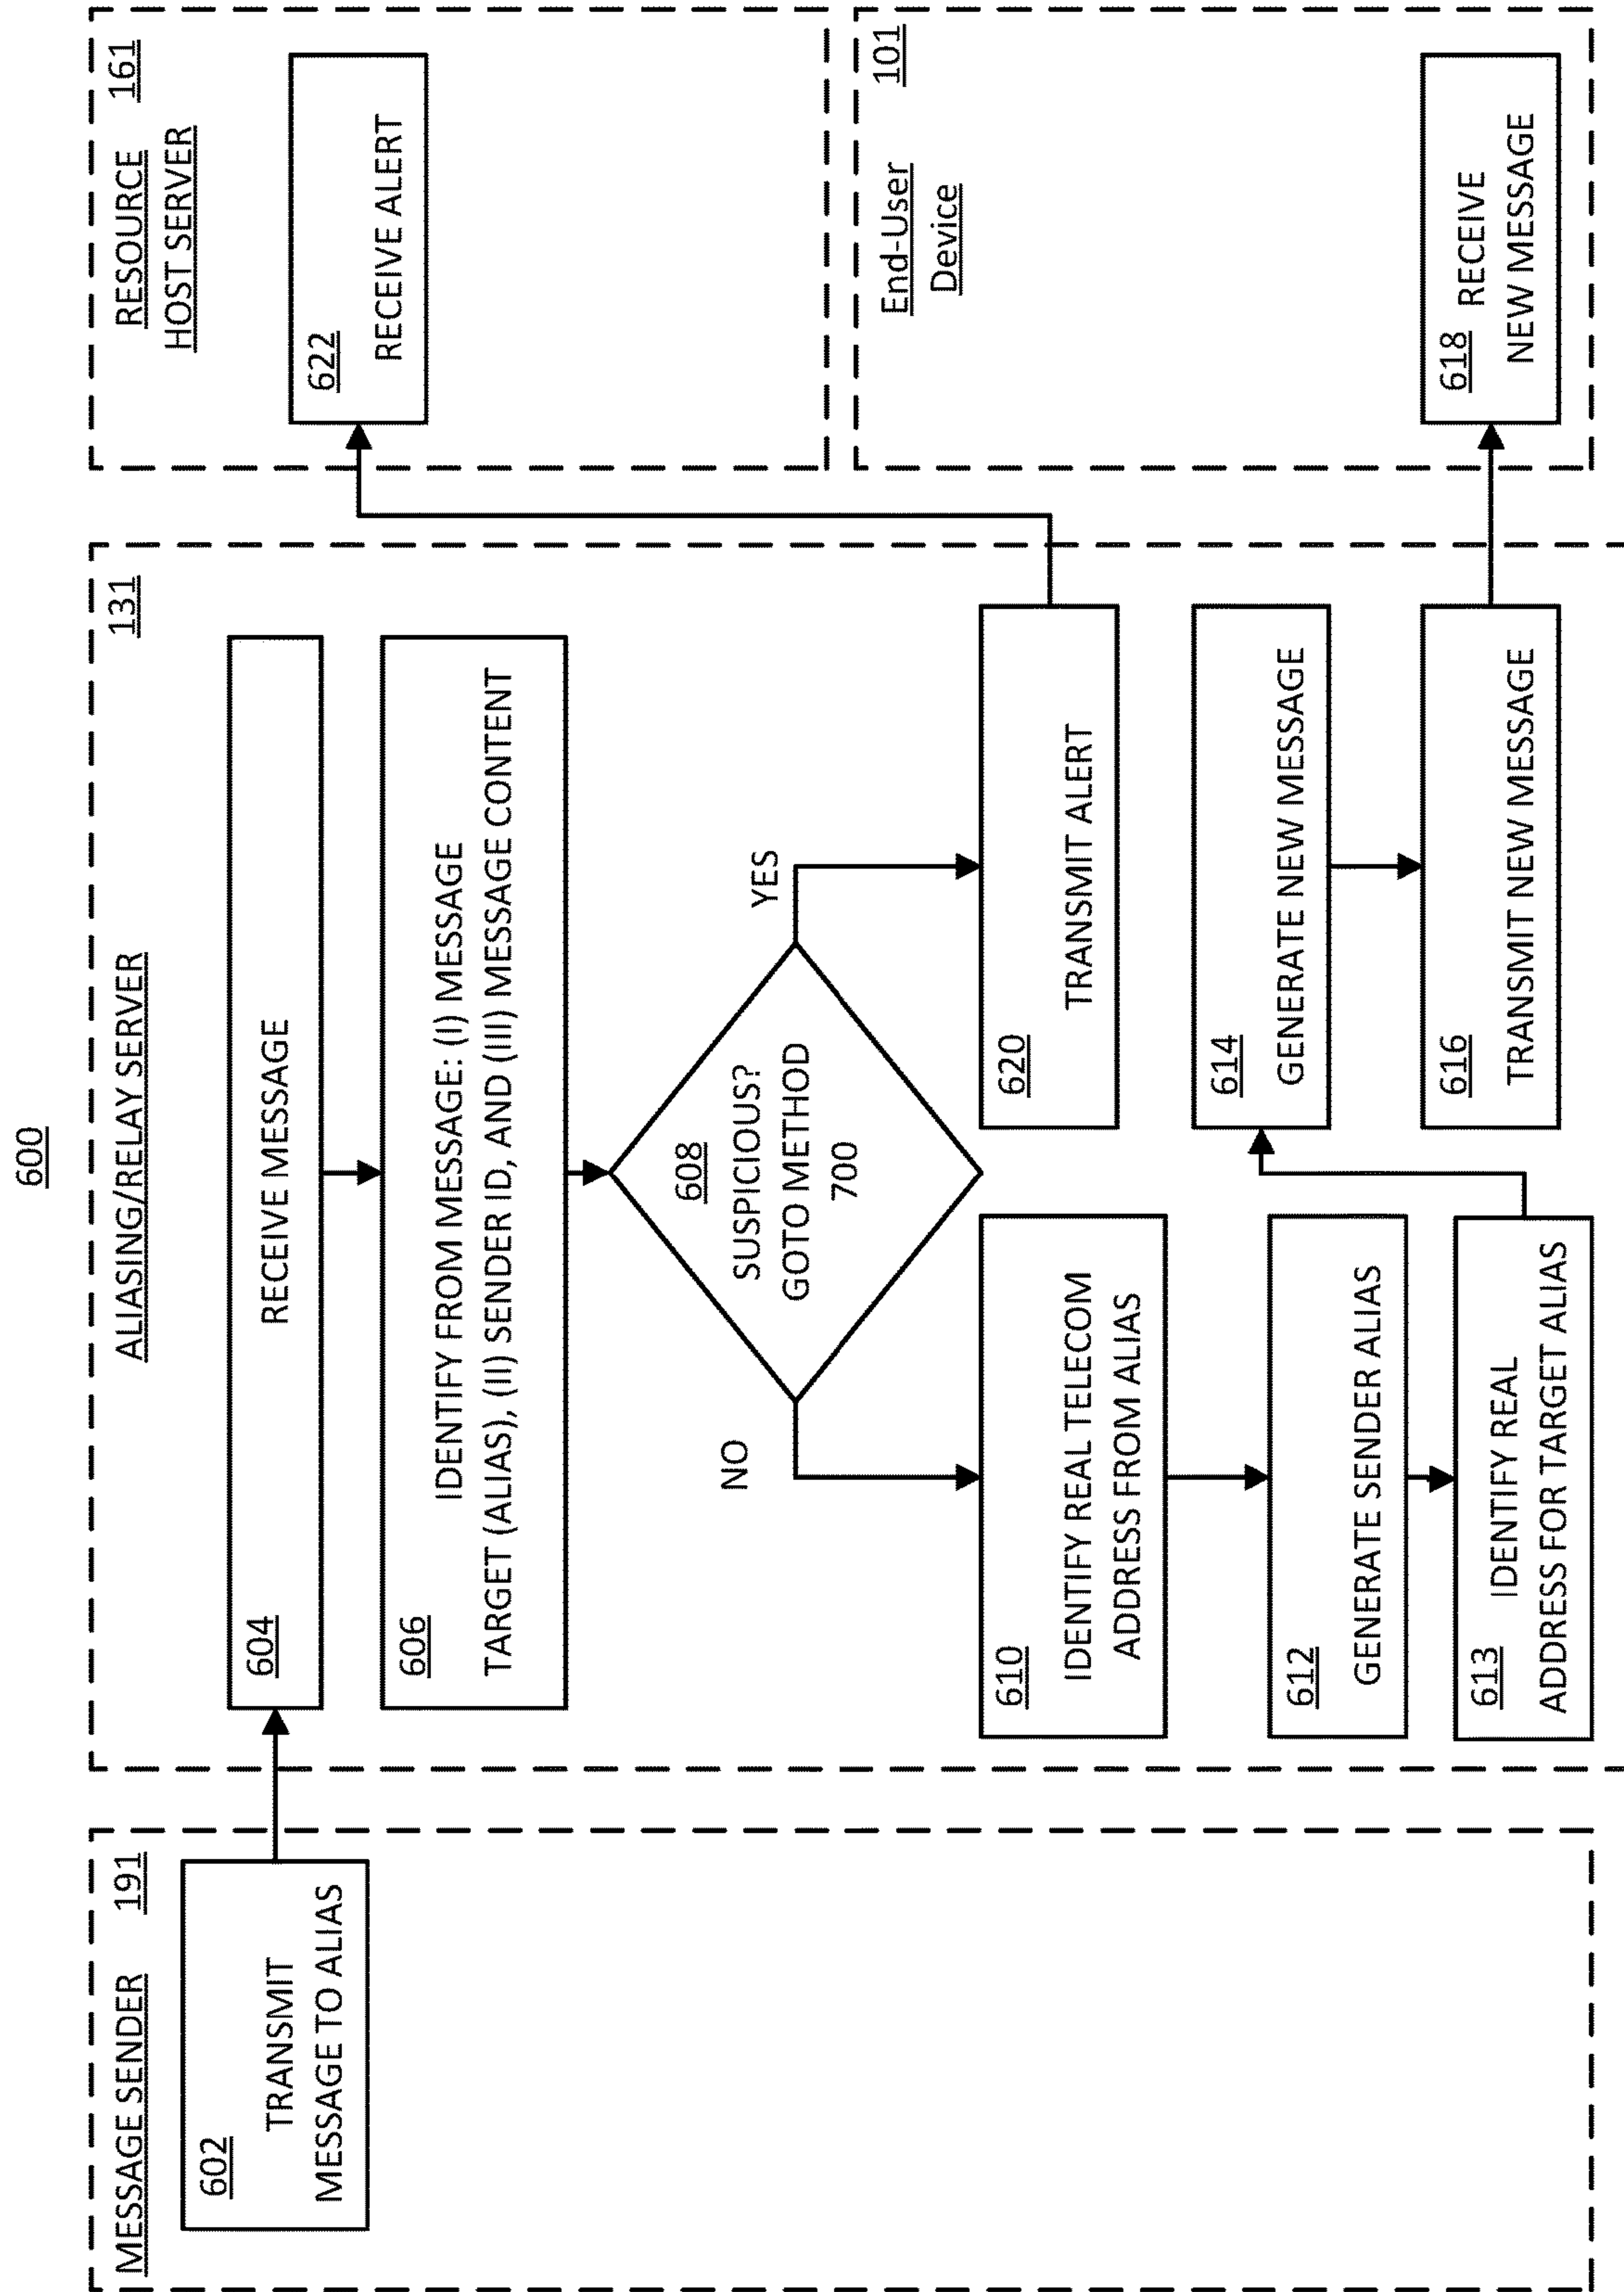 600
MESSAGE SENDER 191
602
TRANSMIT
MESSAGE TO ALIAS
ALIASING/RELAY SERVER
131
604
RECEIVE MESSAGE
606
IDENTIFY FROM MESSAGE: (I) MESSAGE
TARGET (ALIAS), (II) SENDER ID, AND (III) MESSAGE CONTENT
608
SUSPICIOUS?
GOTO METHOD
700
NO
YES
610
IDENTIFY REAL TELECOM
ADDRESS FROM ALIAS
612
GENERATE SENDER ALIAS
613
IDENTIFY REAL
ADDRESS FOR TARGET ALIAS
620
TRANSMIT ALERT
614
GENERATE NEW MESSAGE
616
TRANSMIT NEW MESSAGE
RESOURCE 161
HOST SERVER
622
RECEIVE ALERT
End-User 101
Device
618 RECEIVE
NEW MESSAGE